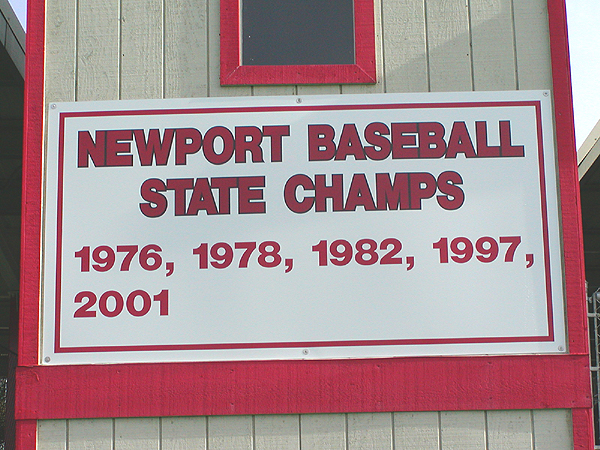 NEWPORT BASEBALL
STATE CHAMPS
1976, 1978, 1982, 1997,
2001